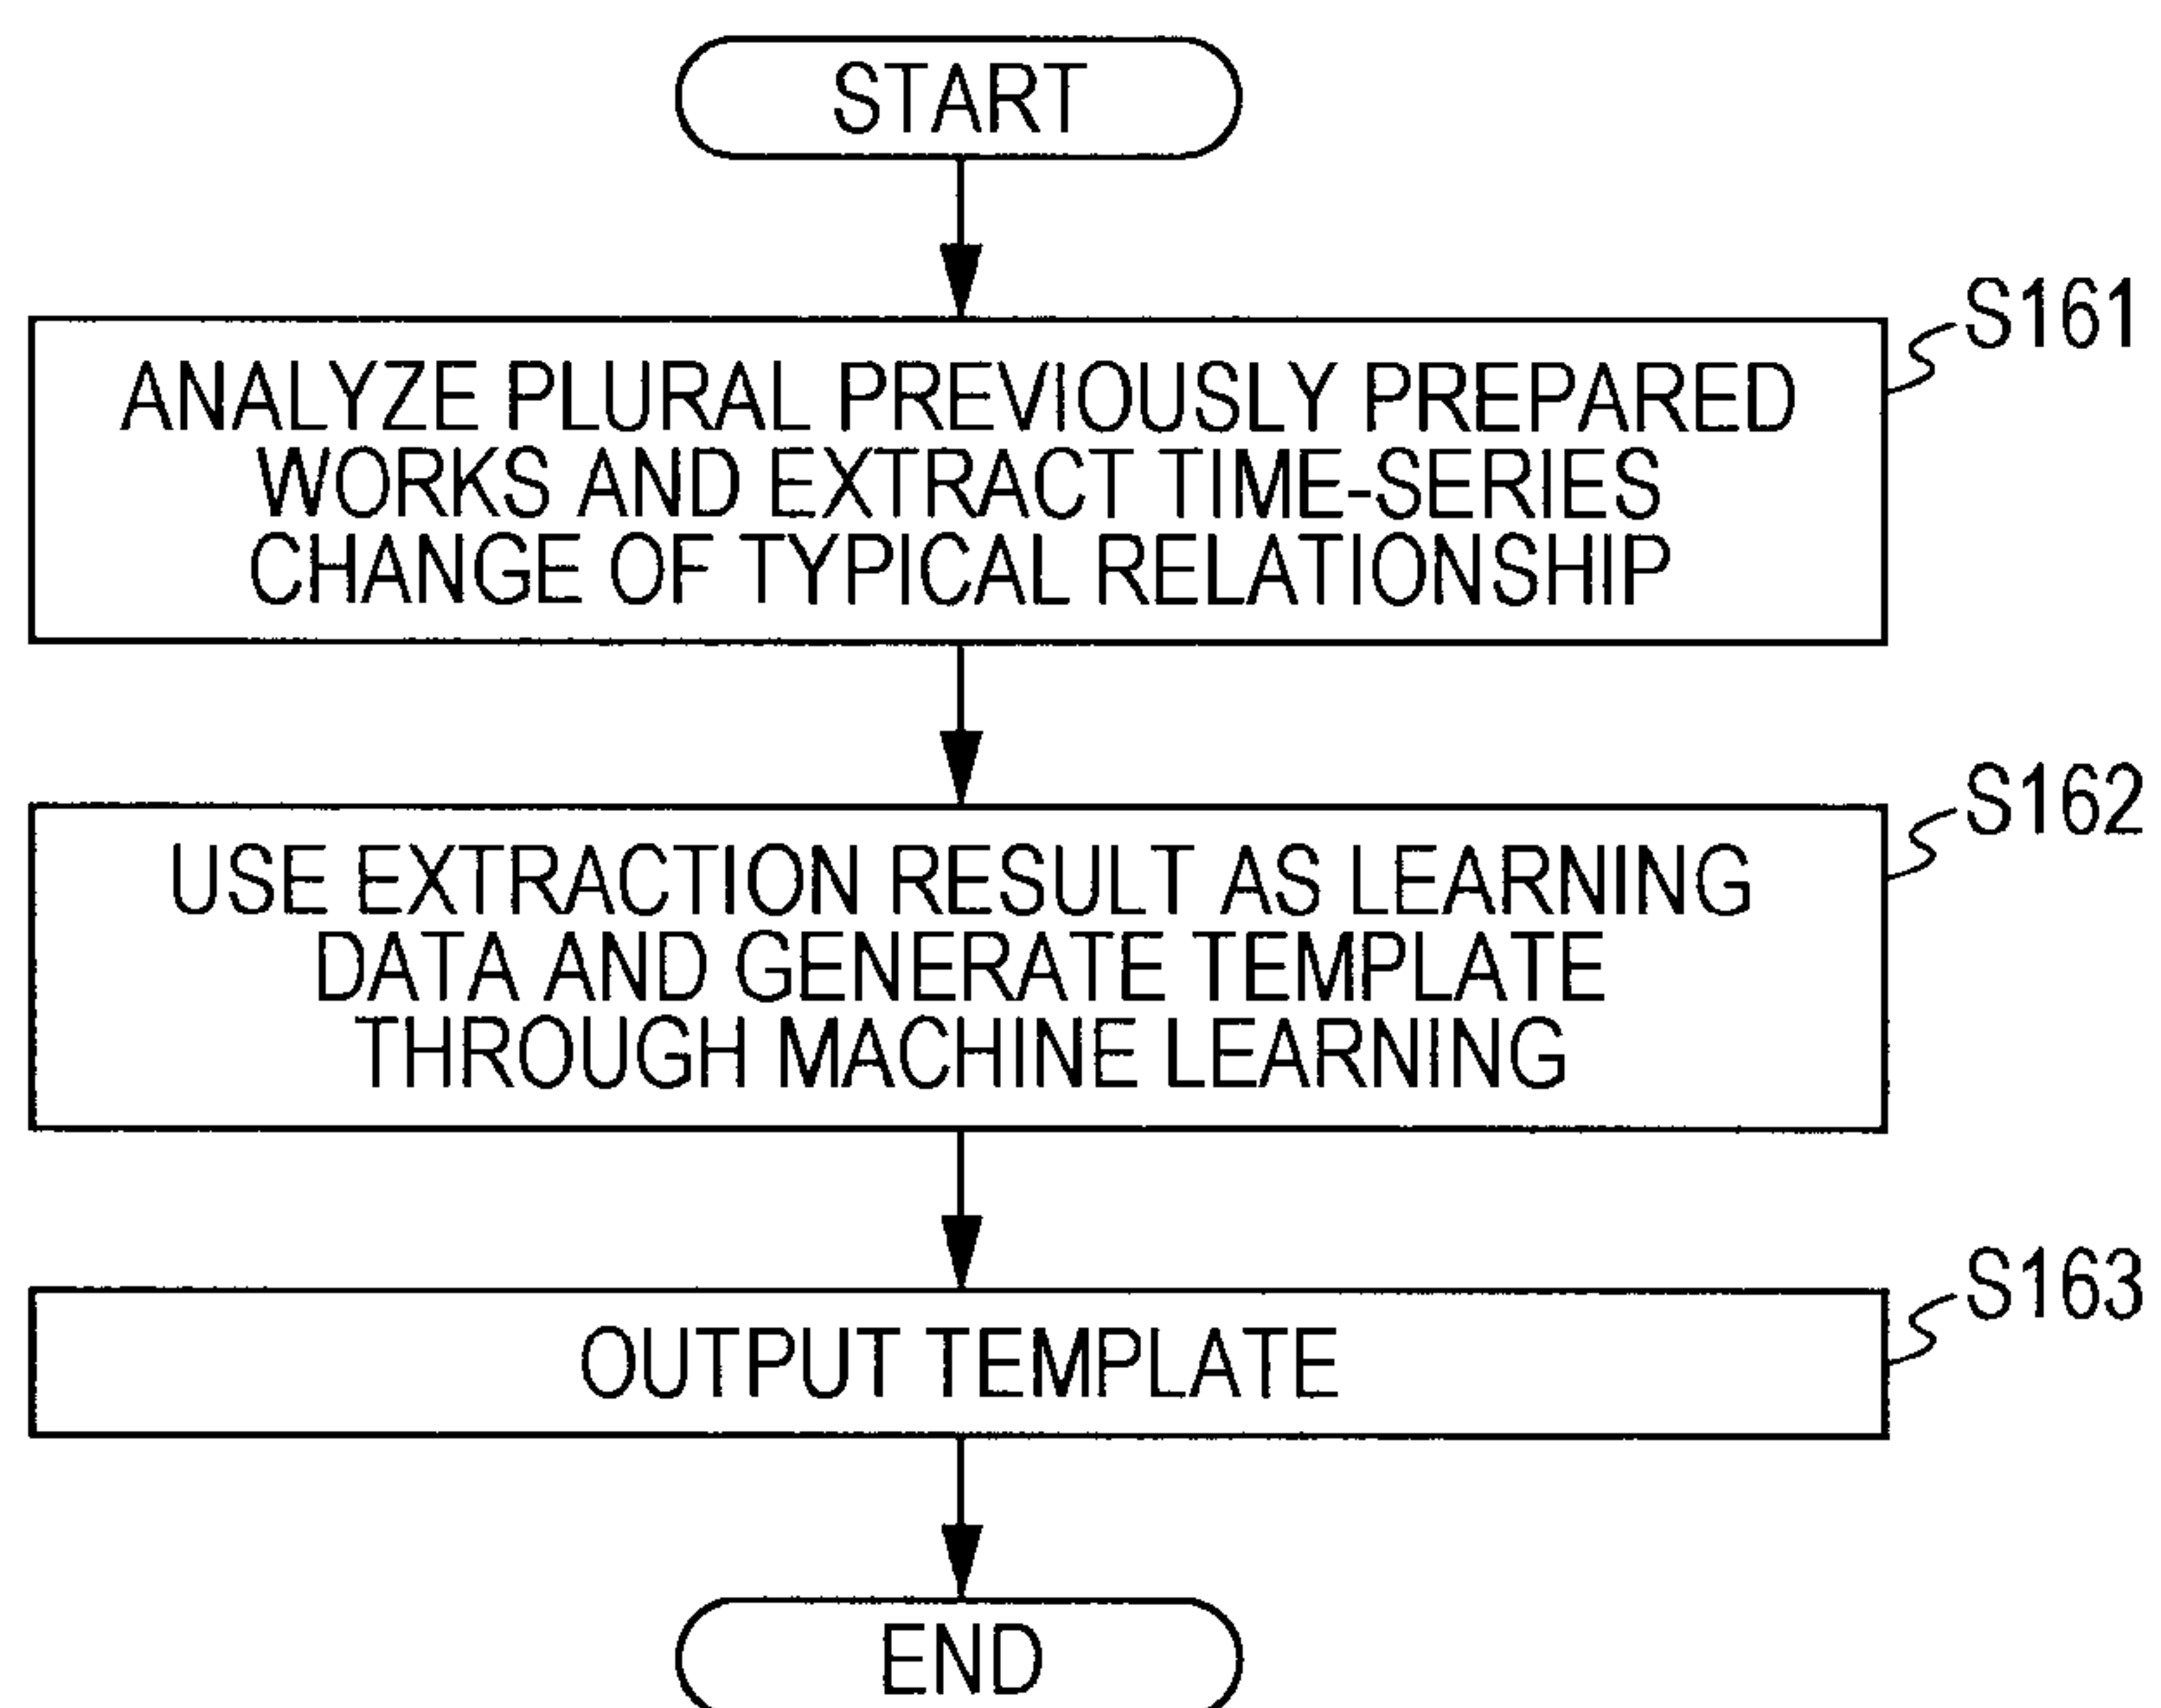 START
S161
ANALYZE PLURAL PREVIOUSLY PREPARED
WORKS AND EXTRACT TIME-SERIES
CHANGE OF TYPICAL RELATIONSHIP
S162
USE EXTRACTION RESULT AS LEARNING
DATA AND GENERATE TEMPLATE
THROUGH MACHINE LEARNING
S163
OUTPUT TEMPLATE
END